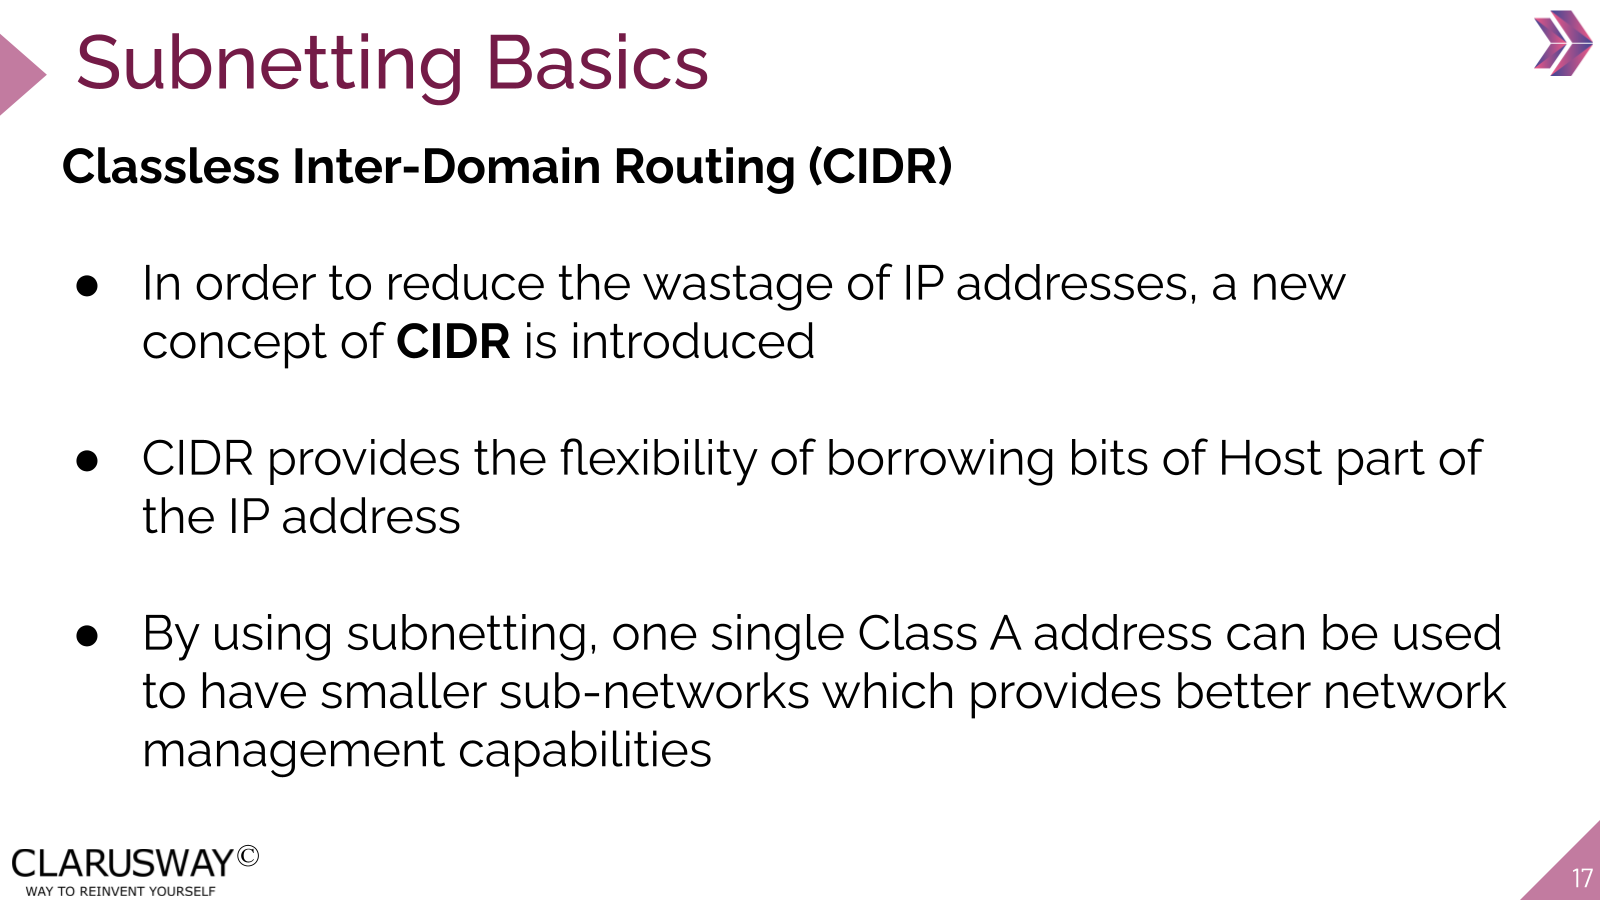 Subnetting Basics
Classless Inter-Domain Routing (CIDR)
● In order to reduce the wastage of IP addresses, a new
concept of CIDR is introduced
● CIDR provides the flexibility of borrowing bits of Host part of
the IP address
● By using subnetting, one single Class A address can be used
to have smaller sub-networks which provides better network
management capabilities
CLARUSWAY©
WAY TO REINVENT YOURSELF
17